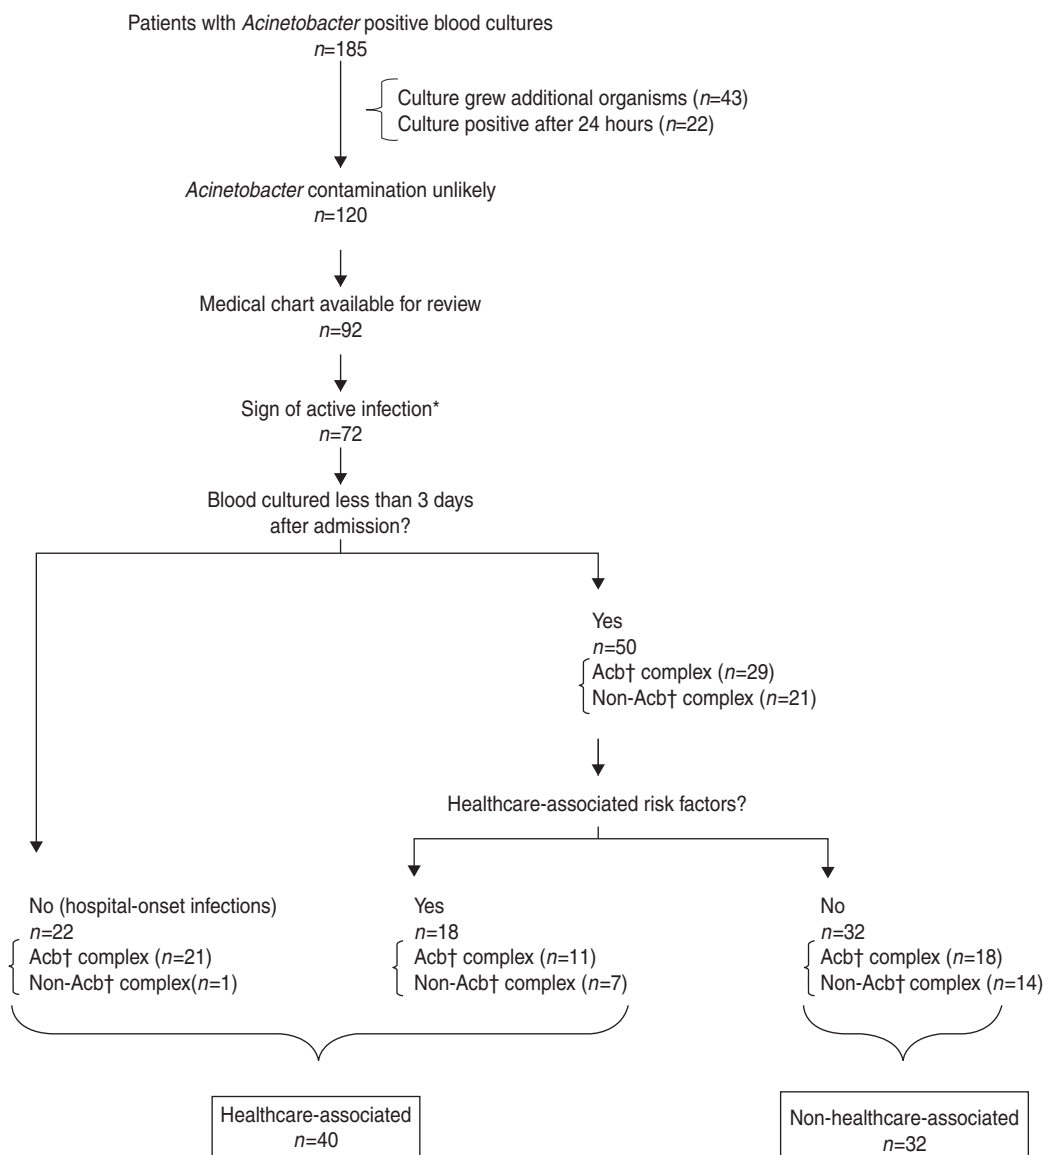 Patients wIth Acinetobacter positive blood cultures
n=185
Culture grew additional organisms (n=43)
Culture positive after 24 hours (n=22)
Acinetobacter contamination unlikely
n=120
Medical chart available for review
n=92
Sign of active infection*
n=72
Blood cultured less than 3 days
after admission?
Yes
n=50
Acb† complex (n=29)
Non-Acb† complex (n=21)
Healthcare-associated risk factors?
No (hospital-onset infections)
n=22
Acb† complex (n=21)
Non-Acb† complex(n=1)
Yes
n=18
Acb† complex (n=11)
Non-Acb† complex (n=7)
No
n=32
Acb† complex (n=18)
Non-Acb† complex (n=14)
Healthcare-associated
n=40
Non-healthcare-associated
n=32